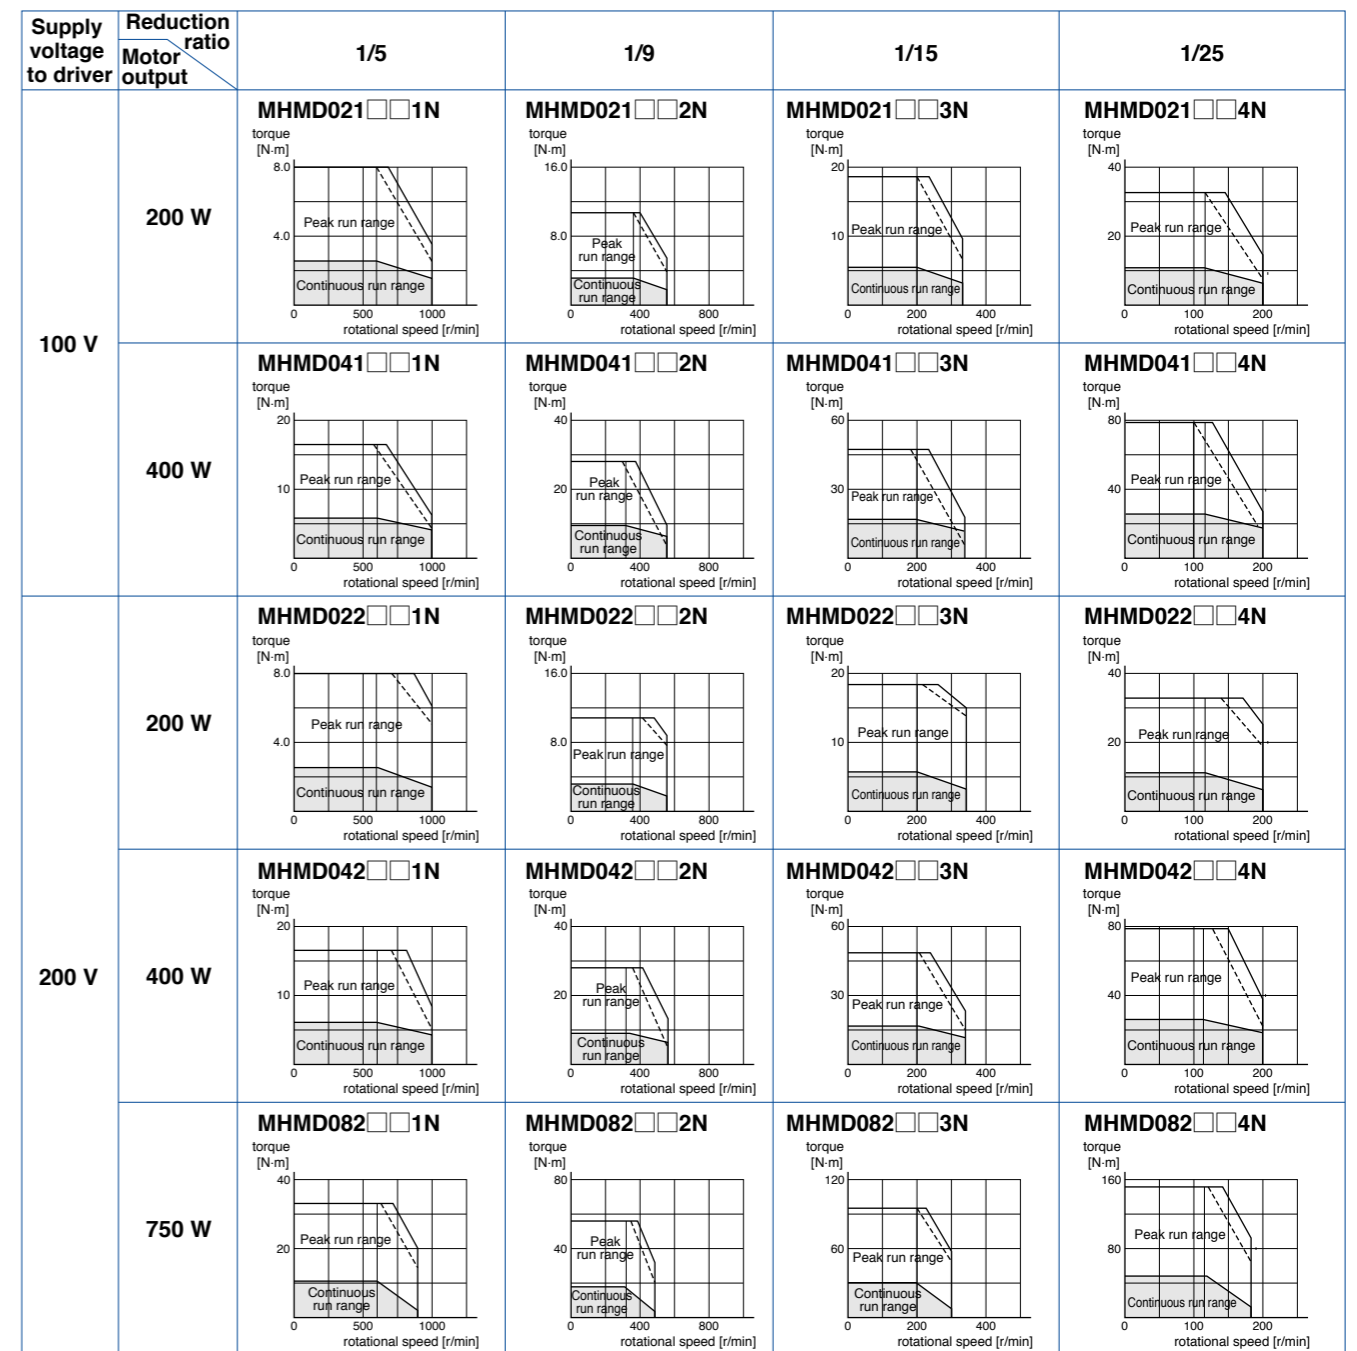 Supply
voltage
to driver
Reduction
ratio
Motor
output
1/5
1/9
1/15
1/25
100 V
200 W
MHMD021□□1N
torque
[N·m]
8.0
4.0
Peak run range
Continuous run range
0 500 1000
rotational speed [r/min]
MHMD021□□2N
torque
[N·m]
16.0
8.0
Peak
run range
Continuous
run range
0 400 800
rotational speed [r/min]
MHMD021□□3N
torque
[N·m]
20
10
Peak run range
Continuous run range
0 200 400
rotational speed [r/min]
MHMD021□□4N
torque
[N·m]
40
20
Peak run range
Continuous run range
0 100 200
rotational speed [r/min]
400 W
MHMD041□□1N
torque
[N·m]
20
10
Peak run range
Continuous run range
0 500 1000
rotational speed [r/min]
MHMD041□□2N
torque
[N·m]
40
20
Peak
run range
Continuous
run range
0 400 800
rotational speed [r/min]
MHMD041□□3N
torque
[N·m]
60
30
Peak run range
Continuous run range
0 200 400
rotational speed [r/min]
MHMD041□□4N
torque
[N·m]
80
40
Peak run range
Continuous run range
0 100 200
rotational speed [r/min]
200 V
200 W
MHMD022□□1N
torque
[N·m]
8.0
4.0
Peak run range
Continuous run range
0 500 1000
rotational speed [r/min]
MHMD022□□2N
torque
[N·m]
16.0
8.0
Peak run range
Continuous
run range
0 400 800
rotational speed [r/min]
MHMD022□□3N
torque
[N·m]
20
10
Peak run range
Continuous run range
0 200 400
rotational speed [r/min]
MHMD022□□4N
torque
[N·m]
40
20
Peak run range
Continuous run range
0 100 200
rotational speed [r/min]
400 W
MHMD042□□1N
torque
[N·m]
20
10
Peak run range
Continuous run range
0 500 1000
rotational speed [r/min]
MHMD042□□2N
torque
[N·m]
40
20
Peak
run range
Continuous
run range
0 400 800
rotational speed [r/min]
MHMD042□□3N
torque
[N·m]
60
30
Peak run range
Continuous run range
0 200 400
rotational speed [r/min]
MHMD042□□4N
torque
[N·m]
80
40
Peak run range
Continuous run range
0 100 200
rotational speed [r/min]
750 W
MHMD082□□1N
torque
[N·m]
40
20
Peak run range
Continuous
run range
0 500 1000
rotational speed [r/min]
MHMD082□□2N
torque
[N·m]
80
40
Peak
run range
Continuous
run range
0 400 800
rotational speed [r/min]
MHMD082□□3N
torque
[N·m]
120
60
Peak run range
Continuous
run range
0 200 400
rotational speed [r/min]
MHMD082□□4N
torque
[N·m]
160
80
Peak run range
Continuous run range
0 100 200
rotational speed [r/min]